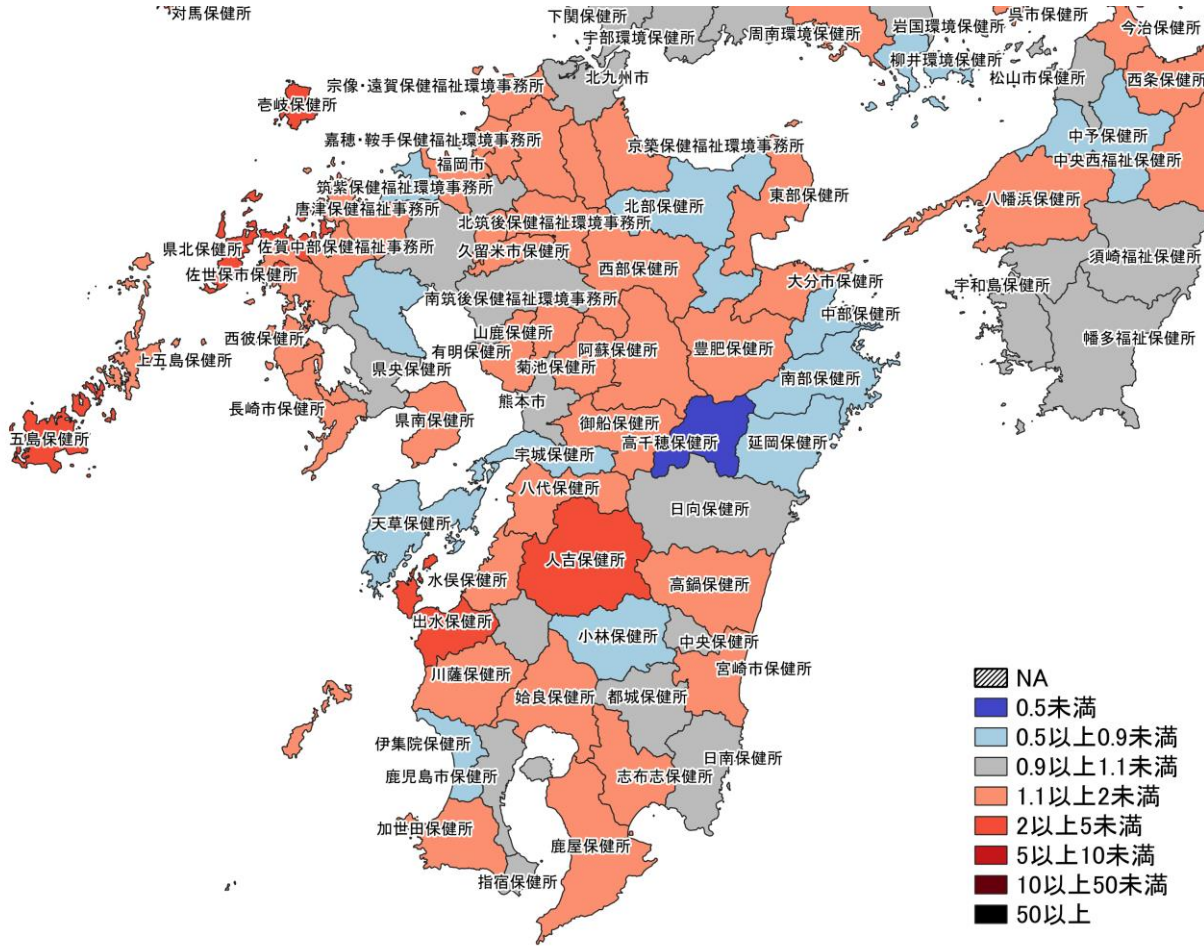 対馬保健所
下関保健所
宇部環境保健所
周南環境保健所
岩国環境保健所
呉市保健所
今治保健所
柳井環境保健所
北九州市
松山市保健所
西条保健所
宗像・遠賀保健福祉環境事務所
壱岐保健所
嘉穂・鞍手保健福祉環境事務所
京築保健福祉環境事務所
中予保健所
福岡市
中央西福祉保健所
筑紫保健福祉環境事務所
東部保健所
八幡浜保健所
唐津保健福祉事務所
北部保健所
北筑後保健福祉環境事務所
県北保健所
佐賀中部保健福祉事務所
久留米市保健所
須崎福祉保健所
佐世保市保健所
西部保健所
大分市保健所
宇和島保健所
南筑後保健福祉環境事務所
中部保健所
西彼保健所
山鹿保健所
幡多福祉保健所
上五島保健所
有明保健所
阿蘇保健所
豊肥保健所
県央保健所
菊池保健所
南部保健所
熊本市
長崎市保健所
県南保健所
御船保健所
五島保健所
高千穂保健所
延岡保健所
宇城保健所
八代保健所
日向保健所
天草保健所
人吉保健所
水俣保健所
高鍋保健所
出水保健所
小林保健所
中央保健所
宮崎市保健所
川薩保健所
姶良保健所
都城保健所
伊集院保健所
日南保健所
鹿児島市保健所
志布志保健所
加世田保健所
鹿屋保健所
指宿保健所
NA
0.5未満
0.5以上0.9未満
0.9以上1.1未満
1.1以上2未満
2以上5未満
5以上10未満
10以上50未満
50以上